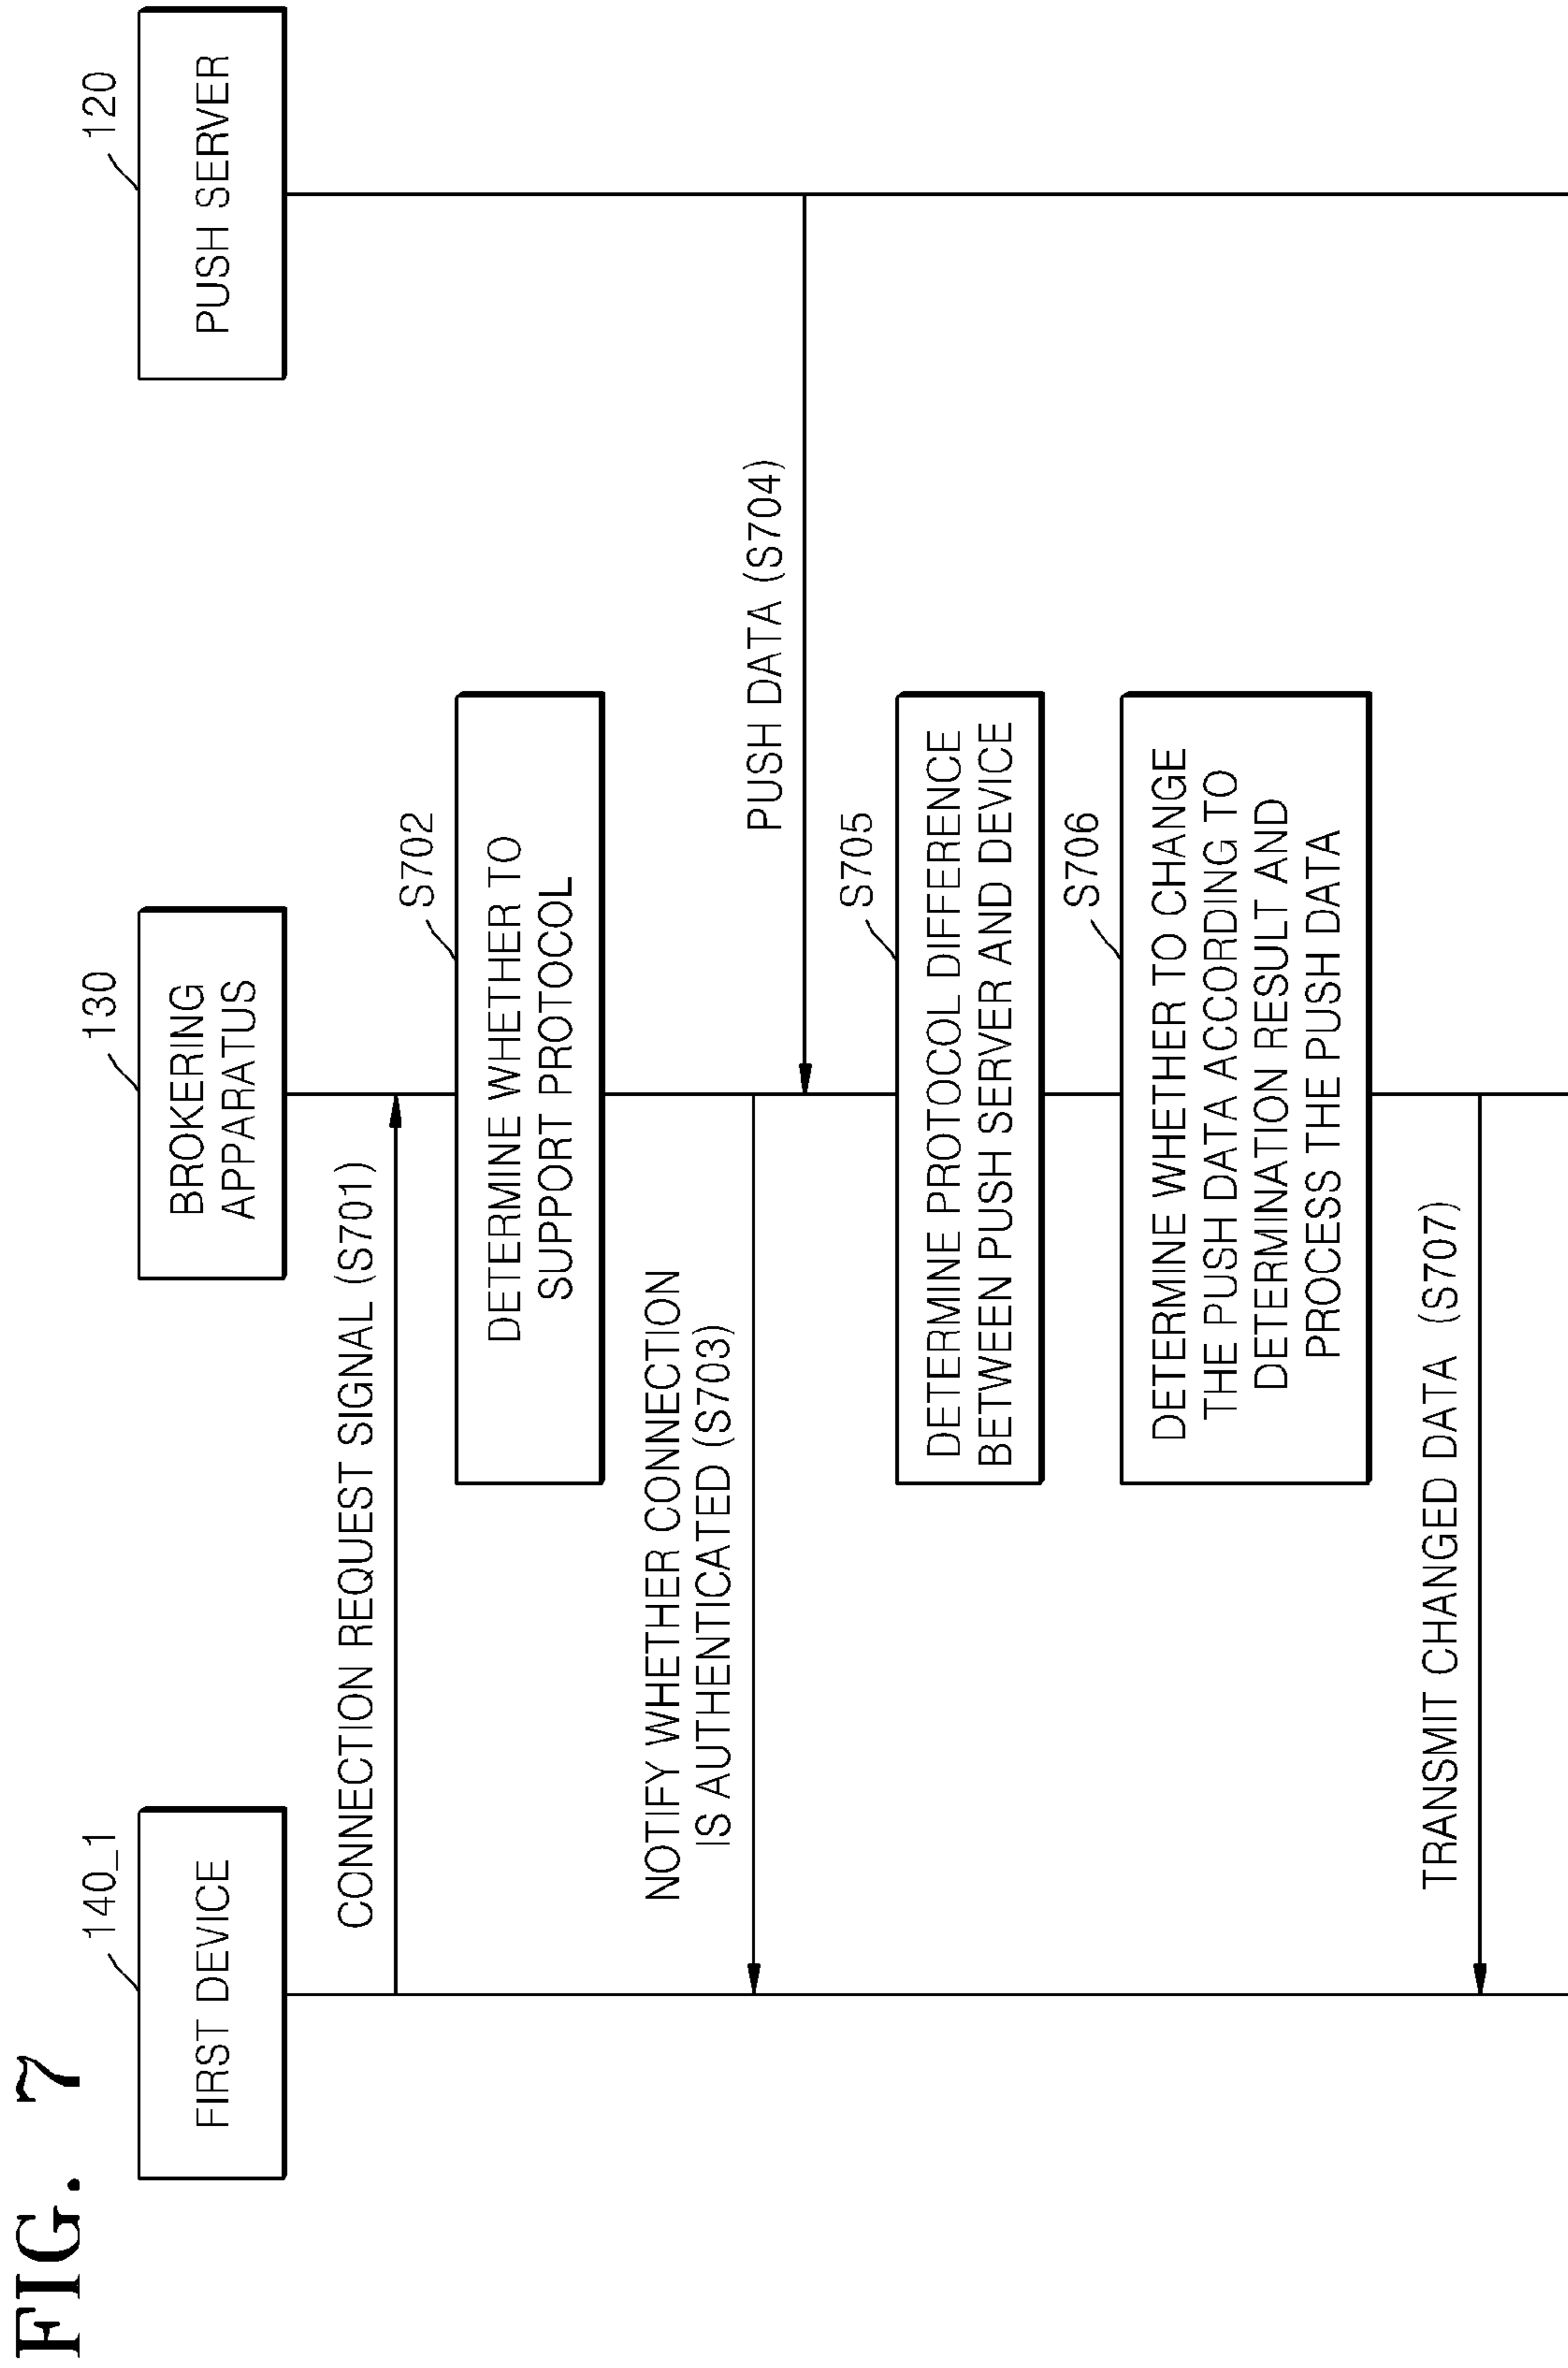 FIG. 7
140_1
130
120
FIRST DEVICE
BROKERING
APPARATUS
PUSH SERVER
CONNECTION REQUEST SIGNAL (S701)
S702
DETERMINE WHETHER TO
SUPPORT PROTOCOL
NOTIFY WHETHER CONNECTION
IS AUTHENTICATED (S703)
PUSH DATA (S704)
S705
DETERMINE PROTOCOL DIFFERENCE
BETWEEN PUSH SERVER AND DEVICE
S706
DETERMINE WHETHER TO CHANGE
THE PUSH DATA ACCORDING TO
DETERMINATION RESULT AND
PROCESS THE PUSH DATA
TRANSMIT CHANGED DATA (S707)